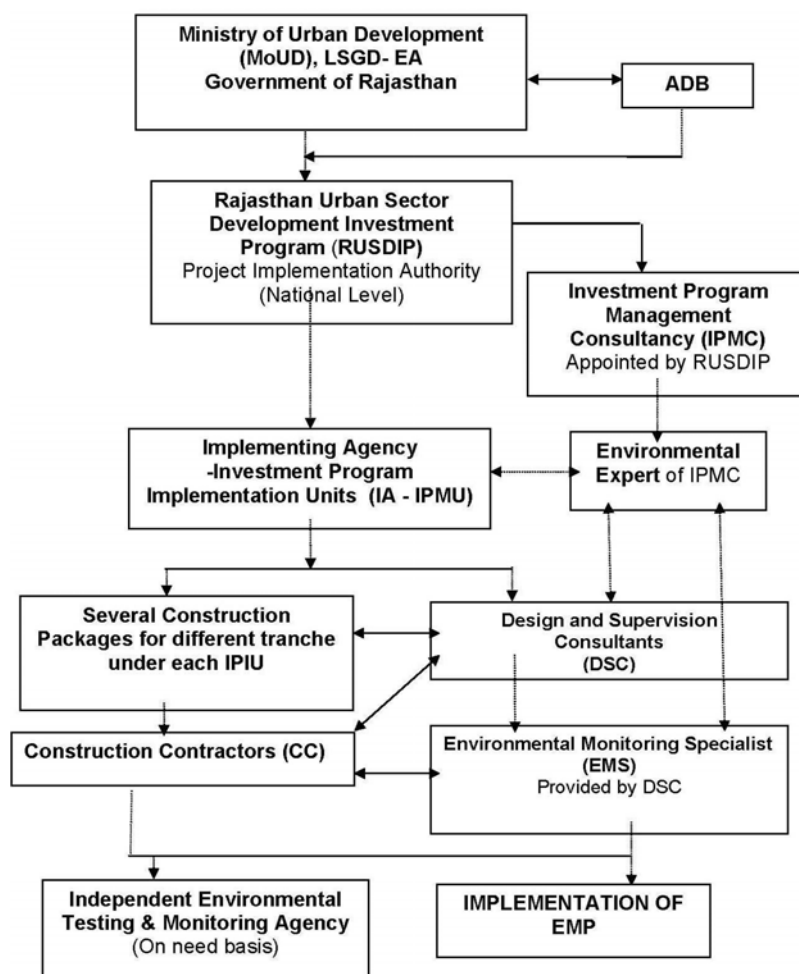 Ministry of Urban Development
(MoUD), LSGD- EA
Government of Rajasthan
ADB
Rajasthan Urban Sector
Development Investment
Program (RUSDIP)
Project Implementation Authority
(National Level)
Investment Program
Management
Consultancy (IPMC)
Appointed by RUSDIP
Implementing Agency
-Investment Program
Implementation Units (IA - IPMU)
Environmental
Expert of IPMC
Several Construction
Packages for different tranche
under each IPIU
Design and Supervision
Consultants
(DSC)
Construction Contractors (CC)
Environmental Monitoring Specialist
(EMS)
Provided by DSC
Independent Environmental
Testing & Monitoring Agency
(On need basis)
IMPLEMENTATION OF
EMP